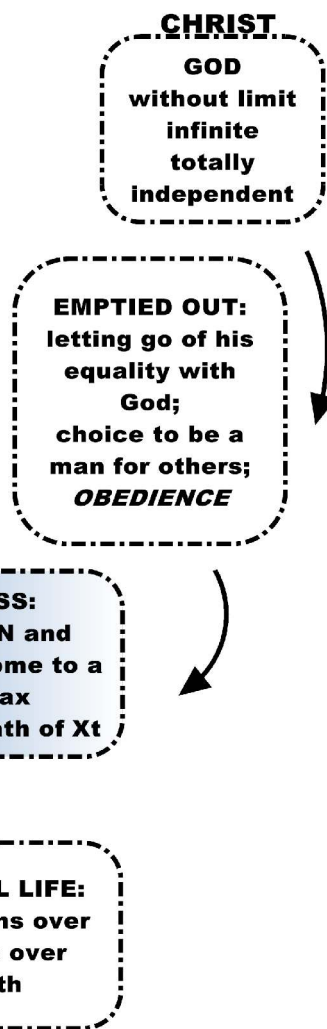 CHRIST
GOD
without limit
infinite
totally
independent
EMPTIED OUT:
letting go of his
equality with
God;
choice to be a
man for others;
OBEDIENCE
SS:
N and
ome to a
ax
ath of Xt
L LIFE:
ns over
over
th